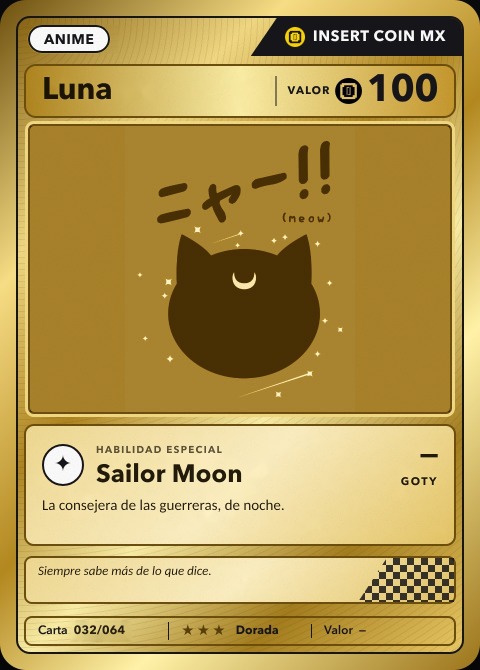 ANIME
INSERT COIN MX
Luna
VALOR 100
ニャー!!
(meow)
HABILIDAD ESPECIAL
Sailor Moon
–
GOTY
La consejera de las guerreras, de noche.
Siempre sabe más de lo que dice.
Carta 032/064 ★★★ Dorada Valor –